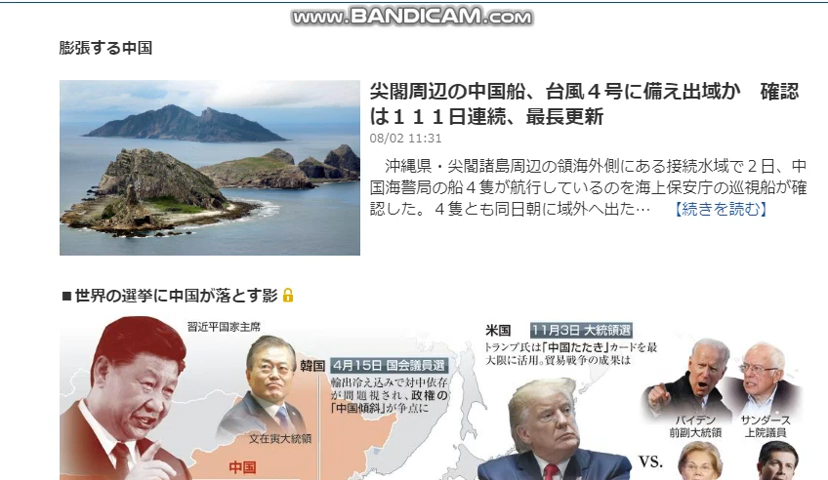 www.BANDICAM.com
膨張する中国
尖閣周辺の中国船、台風４号に備え出域か　確認
は１１１日連続、最長更新
08/02 11:31
沖縄県・尖閣諸島周辺の領海外側にある接続水域で２日、中
国海警局の船４隻が航行しているのを海上保安庁の巡視船が確
認した。４隻とも同日朝に域外へ出た…　【続きを読む】
■世界の選挙に中国が落とす影
習近平国家主席
文在寅大統領
中国
韓国 4月15日 国会議員選
輸出冷え込みで対中依存
が問題視され、政権の
「中国傾斜」が争点に
米国 11月3日 大統領選
トランプ氏は「中国たたき」カードを最
大限に活用。貿易戦争の成果は
バイデン
前副大統領
サンダース
上院議員
VS.